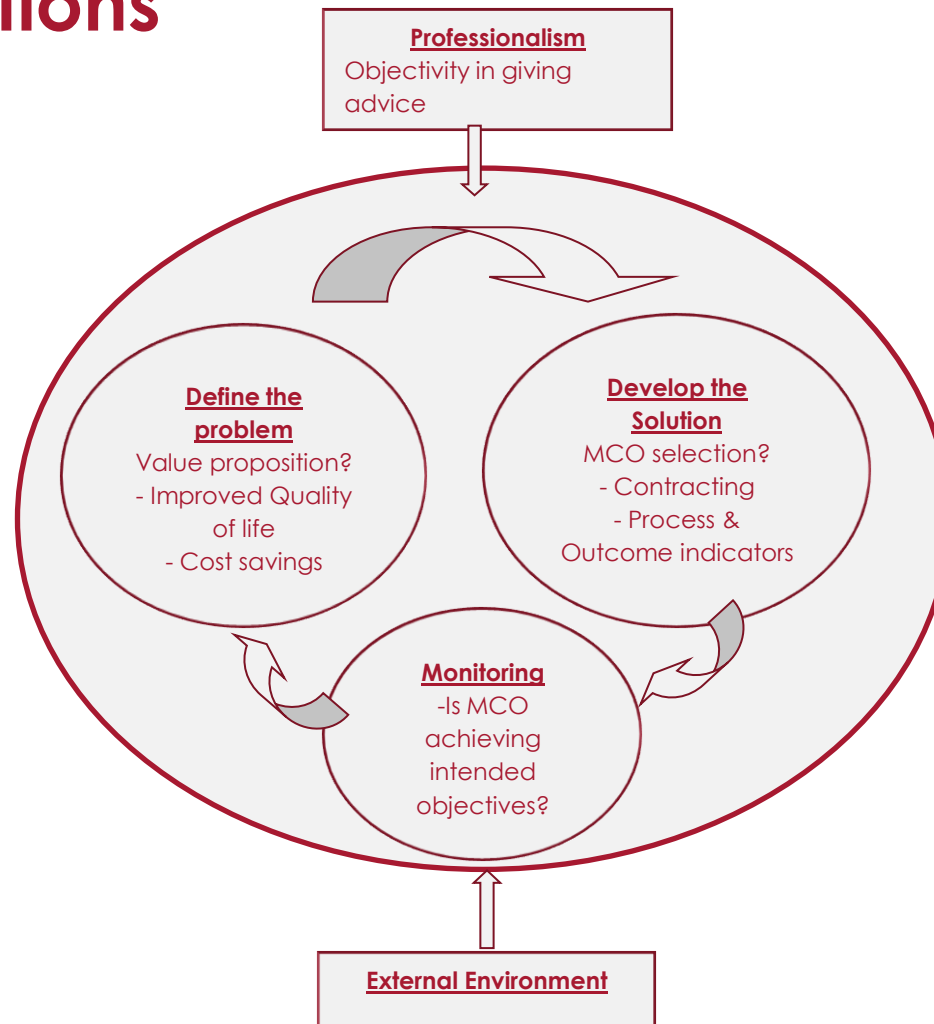 Professionalism
Objectivity in giving
advice
Define the
problem
Value proposition?
- Improved Quality
of life
- Cost savings
Develop the
Solution
MCO selection?
- Contracting
- Process &
Outcome indicators
Monitoring
-Is MCO
achieving
intended
objectives?
External Environment